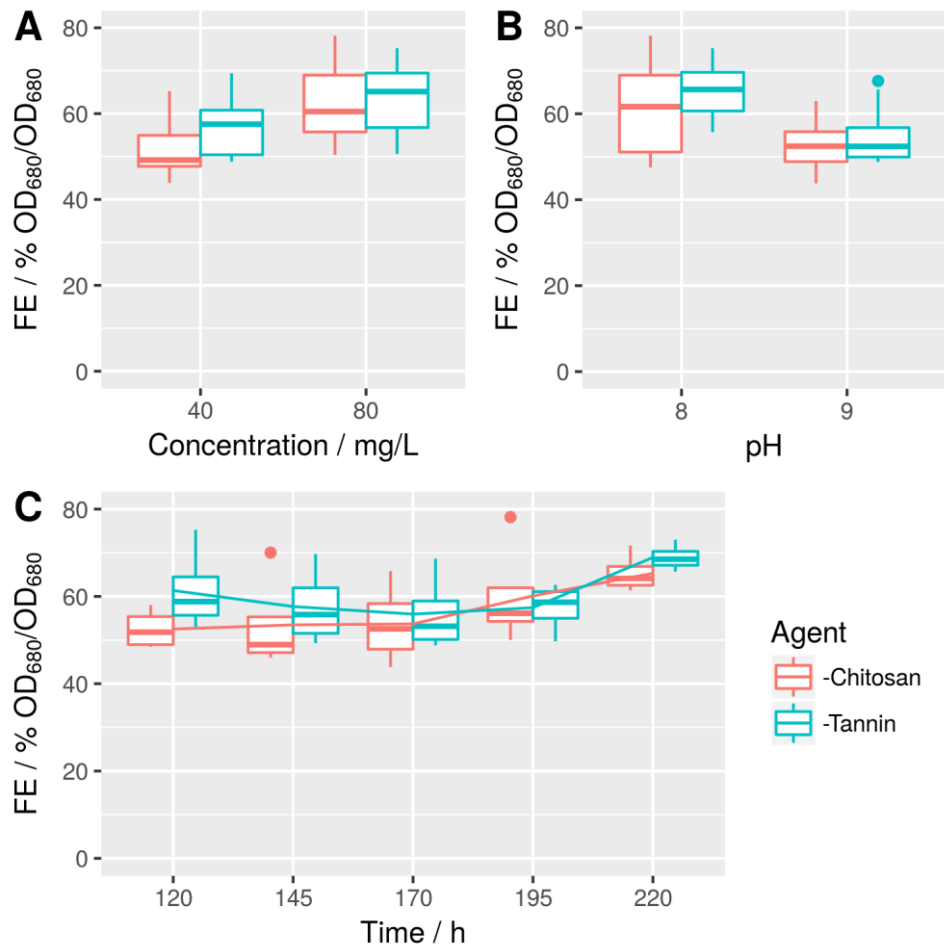 A
FE / % OD680/OD680
80
60
40
20
0
40 80
Concentration / mg/L
B
FE / % OD680/OD680
80
60
40
20
0
8 9
pH
C
FE / % OD680/OD680
80
60
40
20
0
120 145 170 195 220
Time / h
Agent
-Chitosan
-Tannin